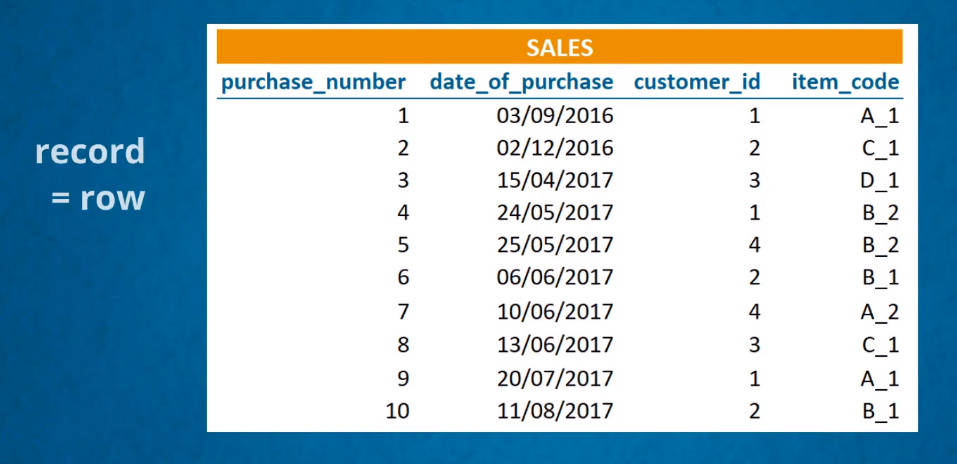 record
= row
SALES
purchase_number date_of_purchase customer_id item_code
1 03/09/2016 1 A_1
2 02/12/2016 2 C_1
3 15/04/2017 3 D_1
4 24/05/2017 1 B_2
5 25/05/2017 4 B_2
6 06/06/2017 2 B_1
7 10/06/2017 4 A_2
8 13/06/2017 3 C_1
9 20/07/2017 1 A_1
10 11/08/2017 2 B_1